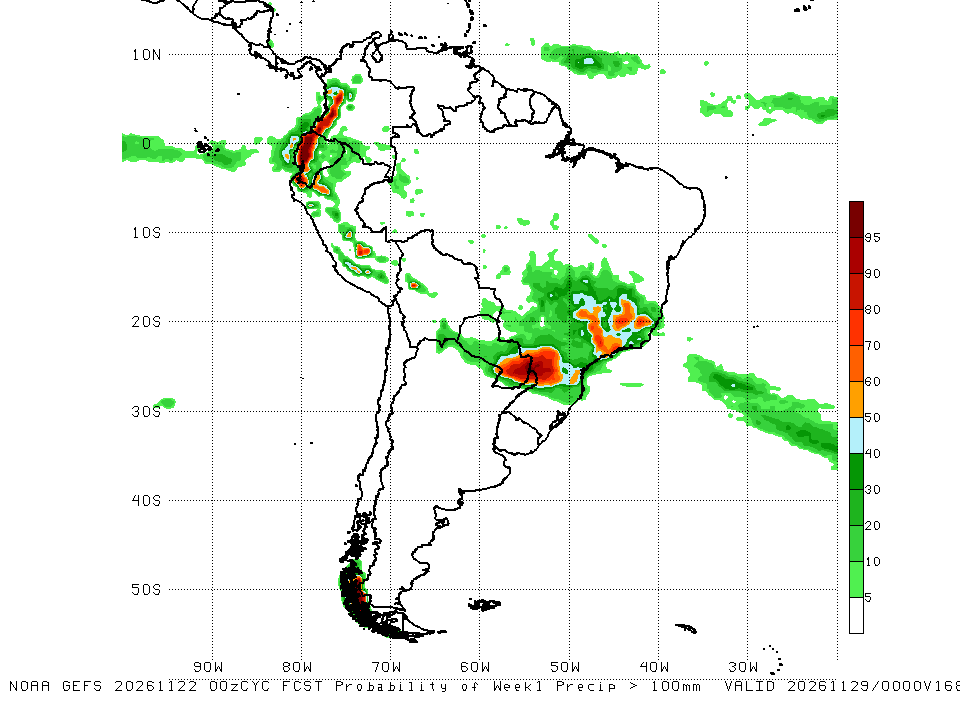 10N
0
10S
20S
30S
40S
50S
95
90
80
70
60
50
40
30
20
10
5
90W 80W 70W 60W 50W 40W 30W
NOAA GEFS 20261122 00zCYC FCST Probability of Week1 Precip > 100mm VALID 20261129/0000V168